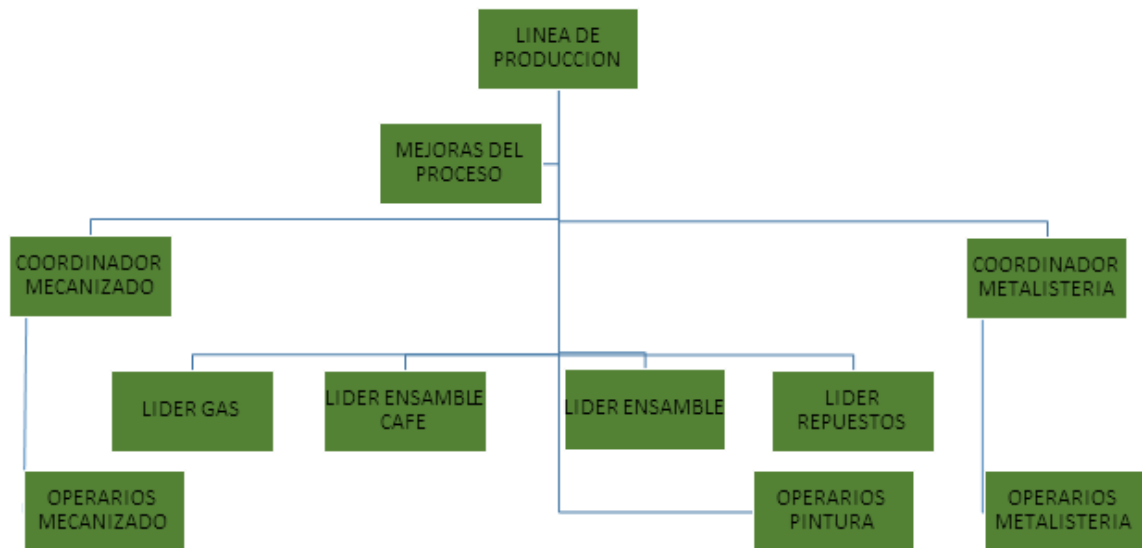 LINEA DE
PRODUCCION
MEJORAS DEL
PROCESO
COORDINADOR
MECANIZADO
COORDINADOR
METALISTERIA
LIDER GAS
LIDER ENSAMBLE
CAFE
LIDER ENSAMBLE
LIDER
REPUESTOS
OPERARIOS
MECANIZADO
OPERARIOS
PINTURA
OPERARIOS
METALISTERIA